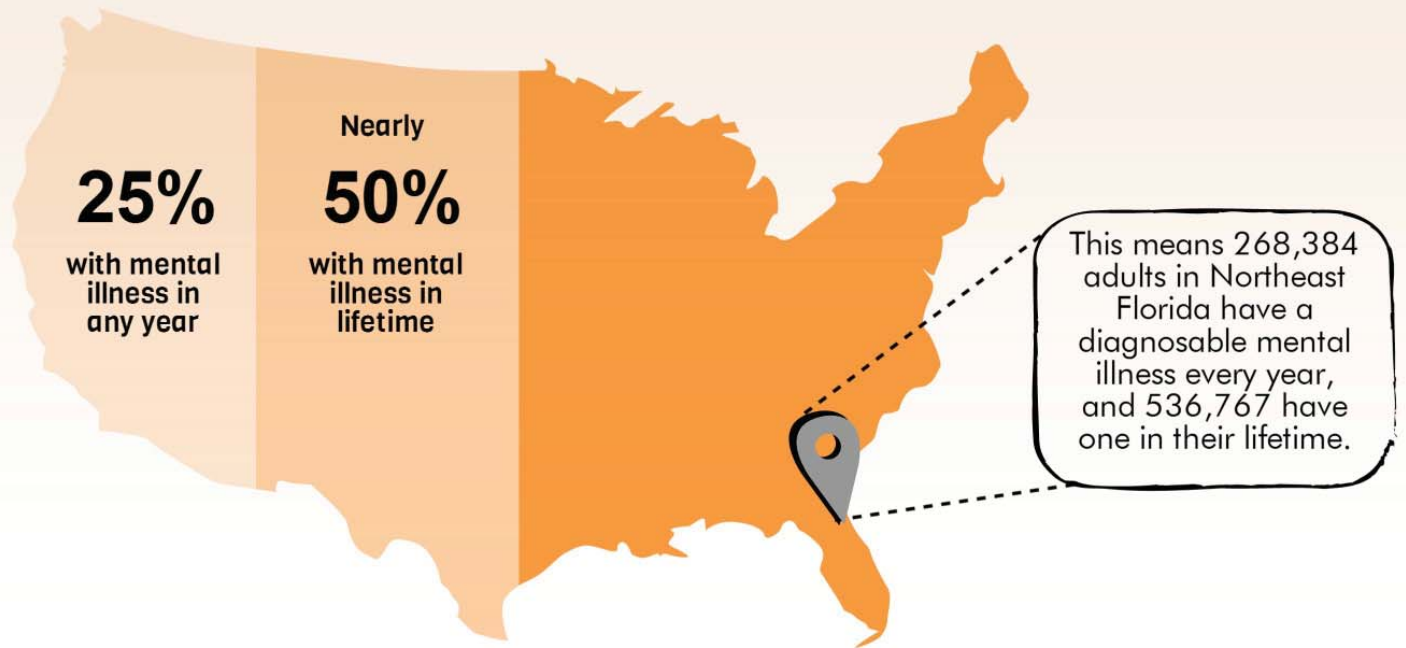 25%
with mental
illness in
any year
Nearly
50%
with mental
illness in
lifetime
This means 268,384
adults in Northeast
Florida have a
diagnosable mental
illness every year,
and 536,767 have
one in their lifetime.